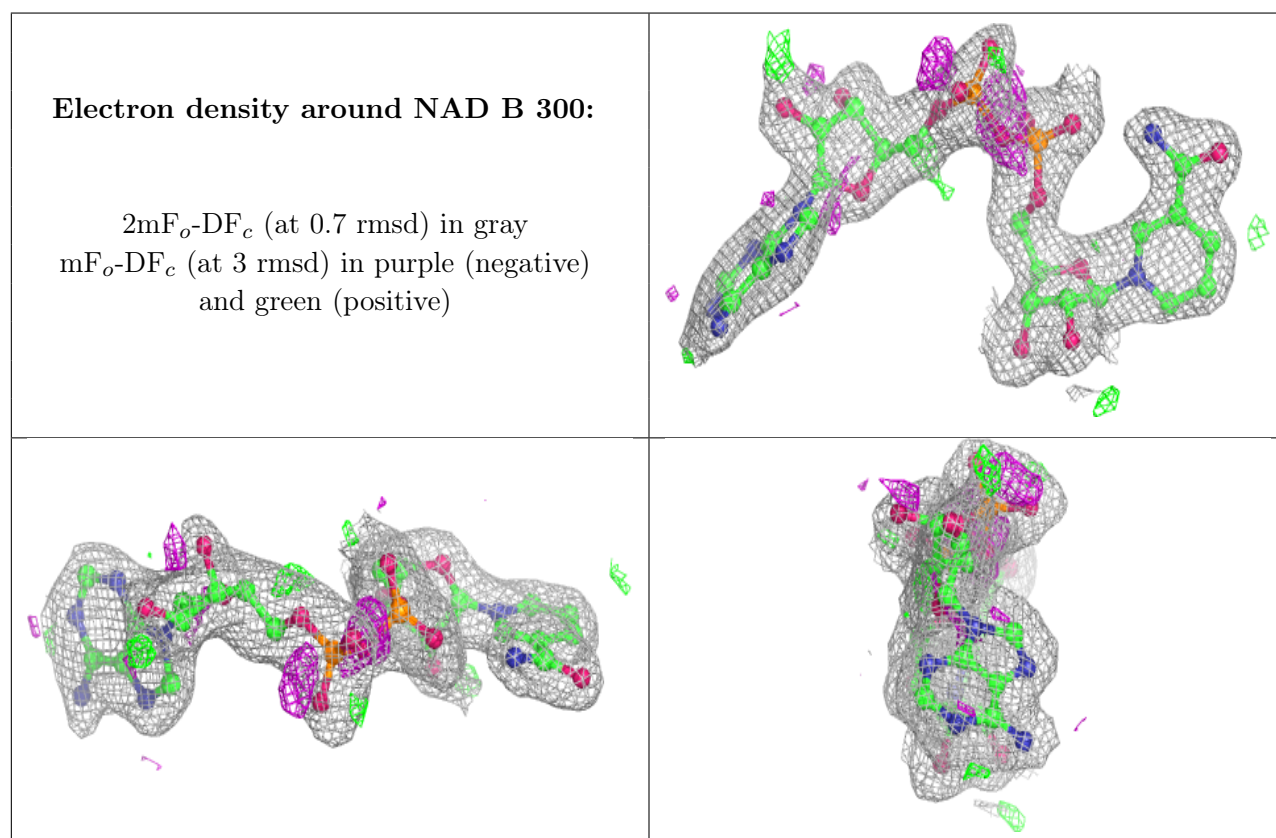 Electron density around NAD B 300:
2mFₒ-DF𝑐 (at 0.7 rmsd) in gray
mFₒ-DF𝑐 (at 3 rmsd) in purple (negative)
and green (positive)